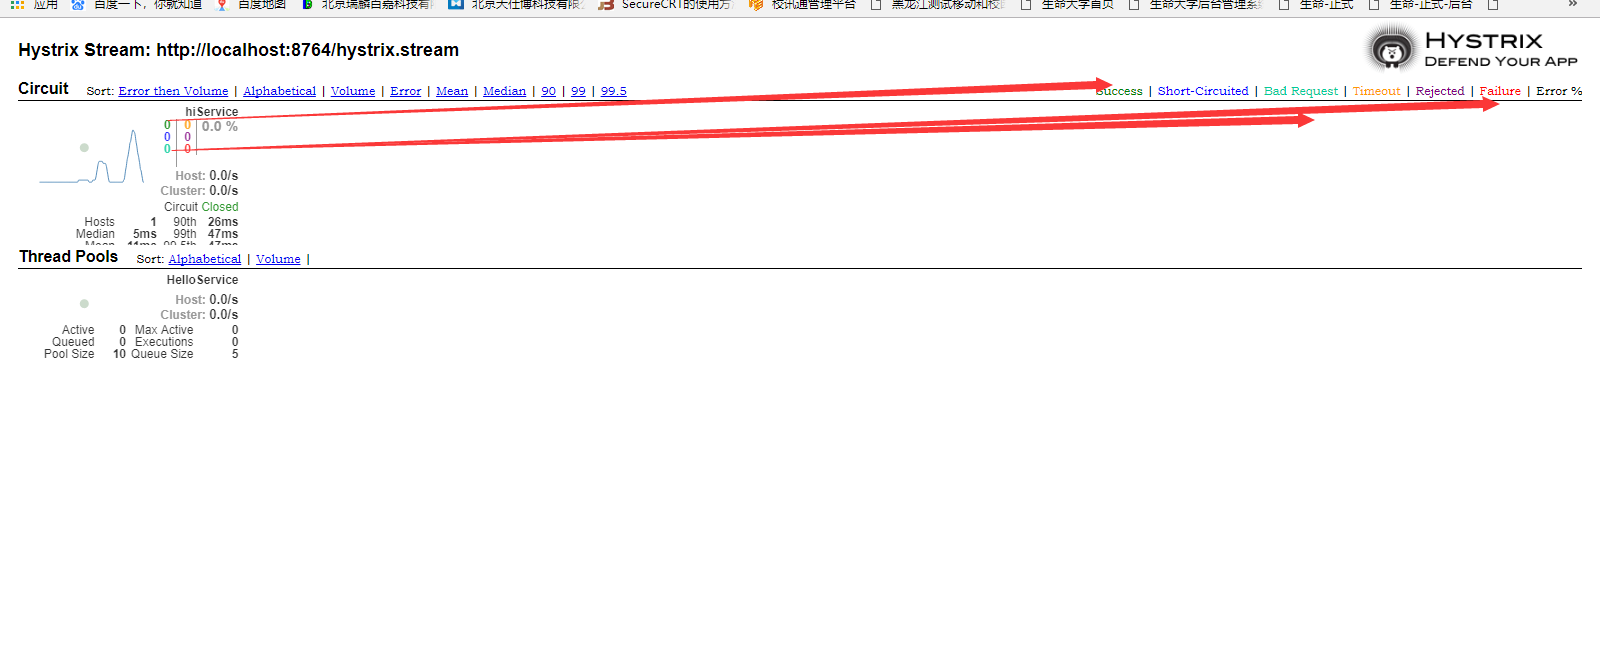 应用 百度一下，你就知道 百度地图 北京瑞麟百嘉科技有 北京天仕博科技有限公 SecureCRT的使用方 校讯通管理平台 黑龙江测试移动和校 生命大学首页 生命大学后台管理系 生命-正式 生命-正式-后台 »
Hystrix Stream: http://localhost:8764/hystrix.stream
HYSTRIX
DEFEND YOUR APP
Circuit Sort: Error then Volume | Alphabetical | Volume | Error | Mean | Median | 90 | 99 | 99.5
Success | Short-Circuited | Bad Request | Timeout | Rejected | Failure | Error %
hiService
0 0 0.0 %
0 0
0 0
Host: 0.0/s
Cluster: 0.0/s
Circuit Closed
Hosts 1 90th 26ms
Median 5ms 99th 47ms
Mean 11ms 99.5th 47ms
Thread Pools Sort: Alphabetical | Volume |
HelloService
Host: 0.0/s
Cluster: 0.0/s
Active 0 Max Active 0
Queued 0 Executions 0
Pool Size 10 Queue Size 5